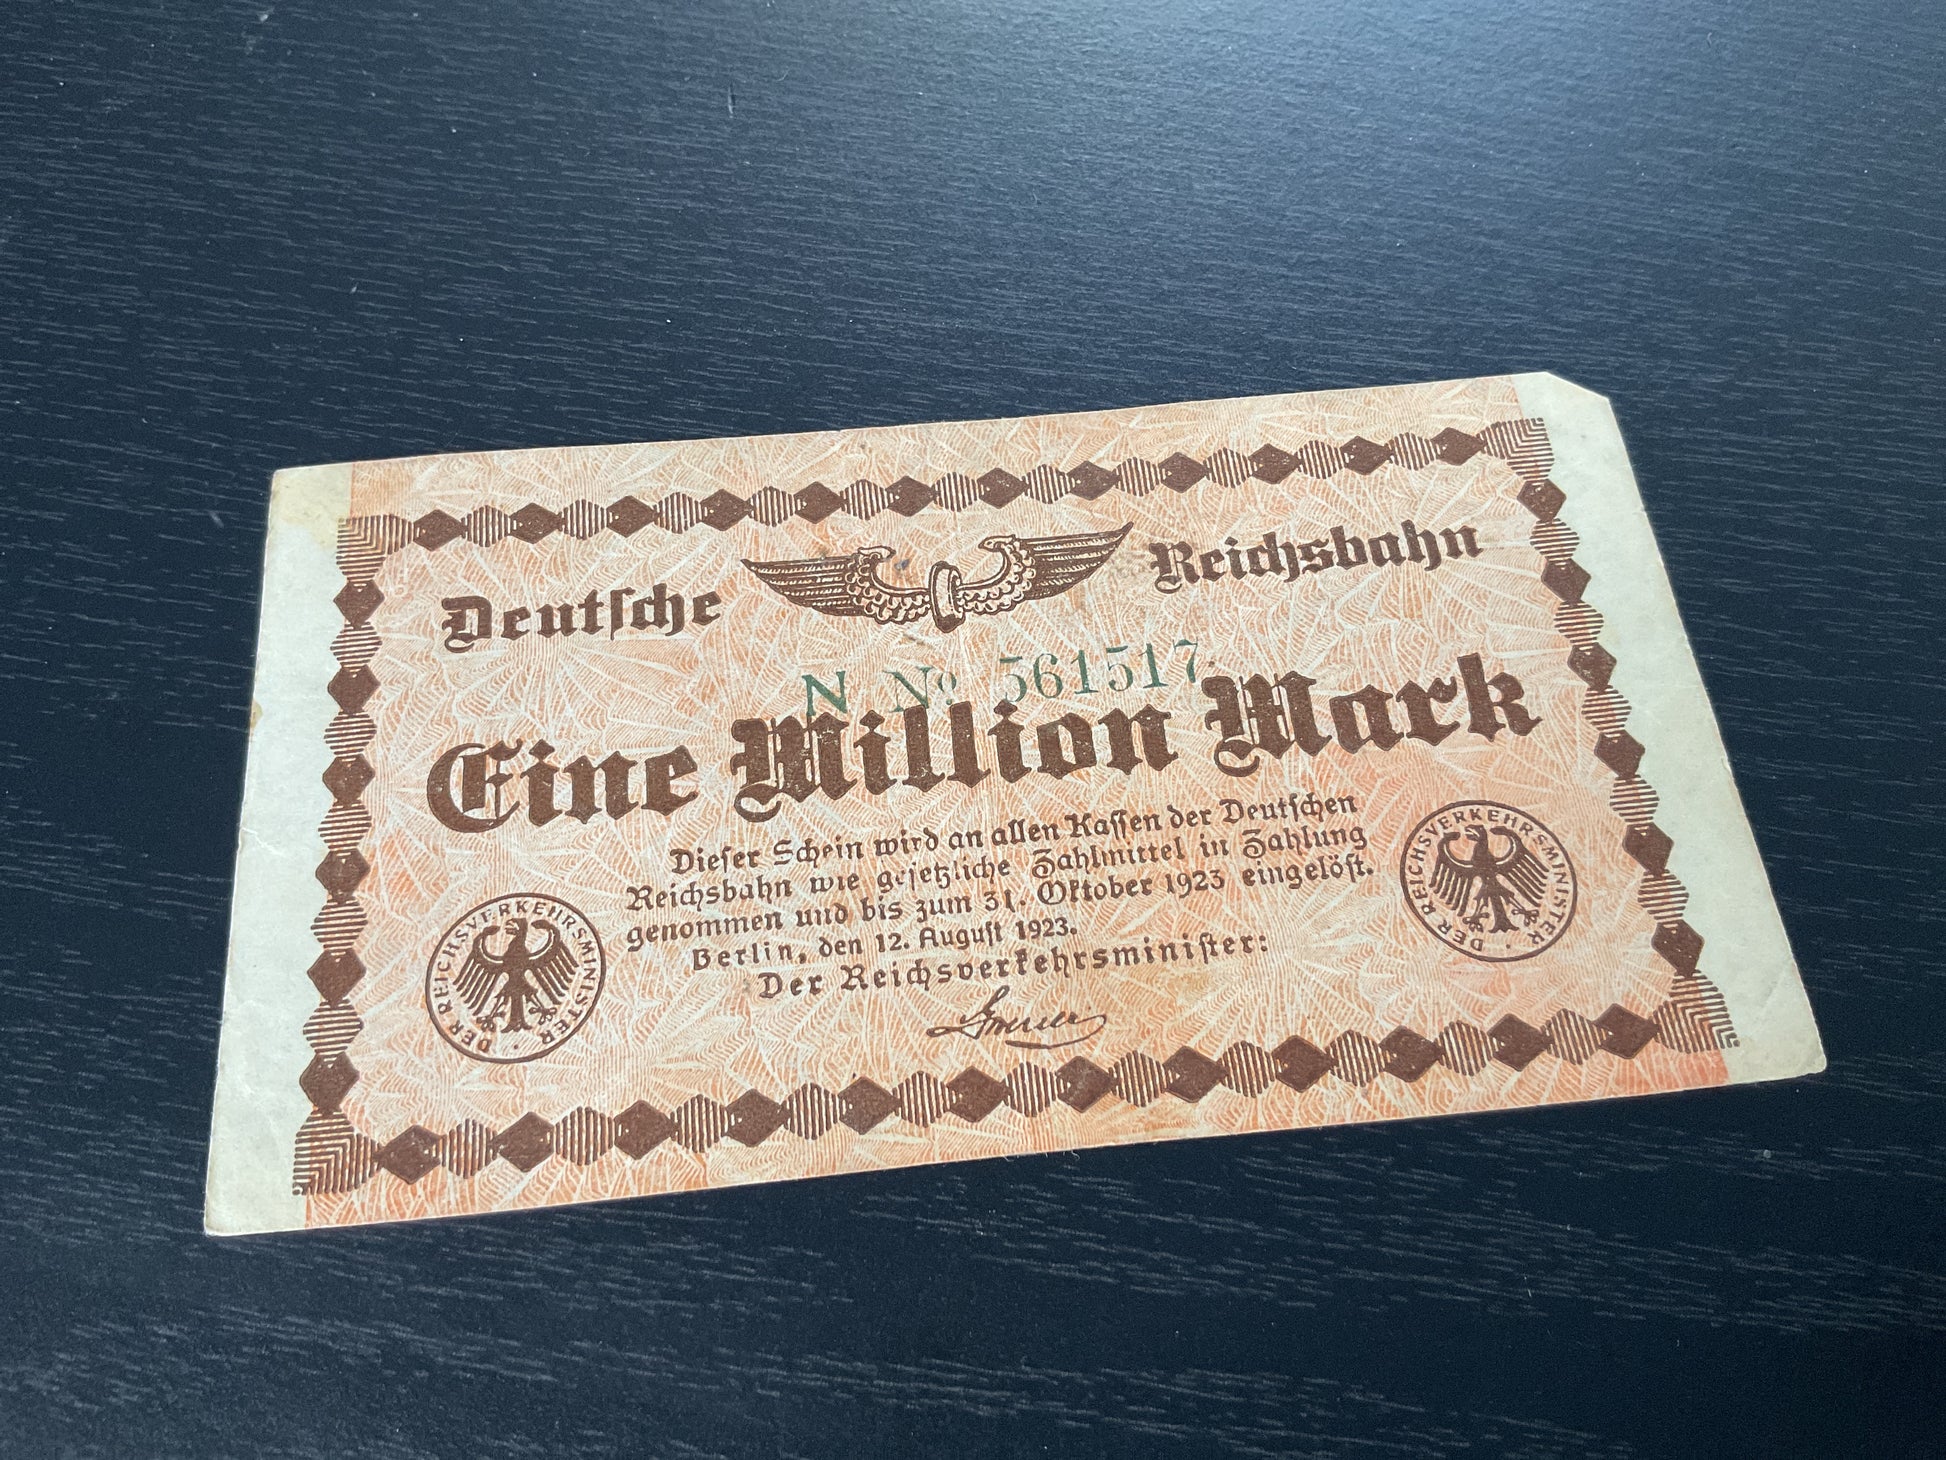 Deutsche Reichsbahn
N No 561517
Eine Million Mark
Dieser Schein wird an allen Kassen der Deutschen
Reichsbahn wie gesetzliche Zahlmittel in Zahlung
genommen und bis zum 31. Oktober 1923 eingelöst.
Berlin, den 12. August 1923.
Der Reichsverkehrsminister:
DER REICHSVERKEHRSMINISTER
DER REICHSVERKEHRSMINISTER